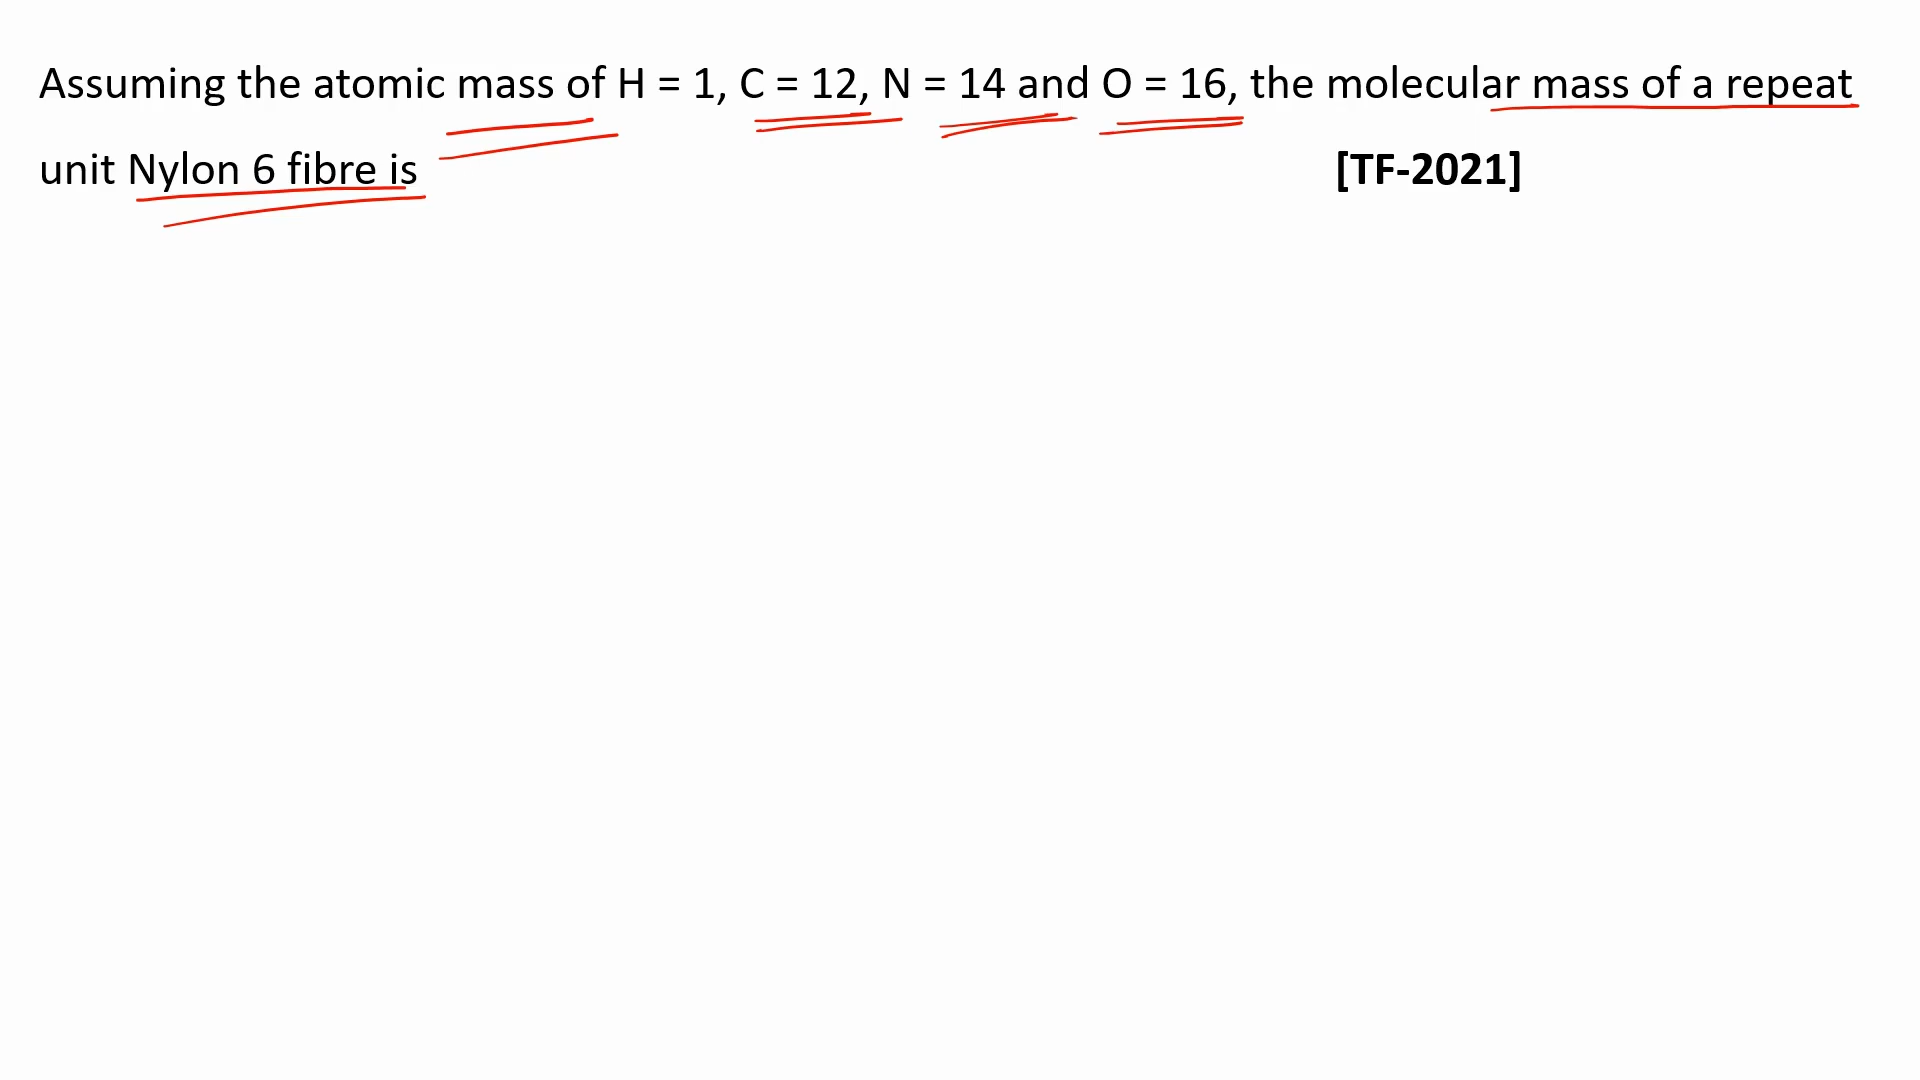 Assuming the atomic mass of H = 1, C = 12, N = 14 and O = 16, the molecular mass of a repeat
unit Nylon 6 fibre is [TF-2021]